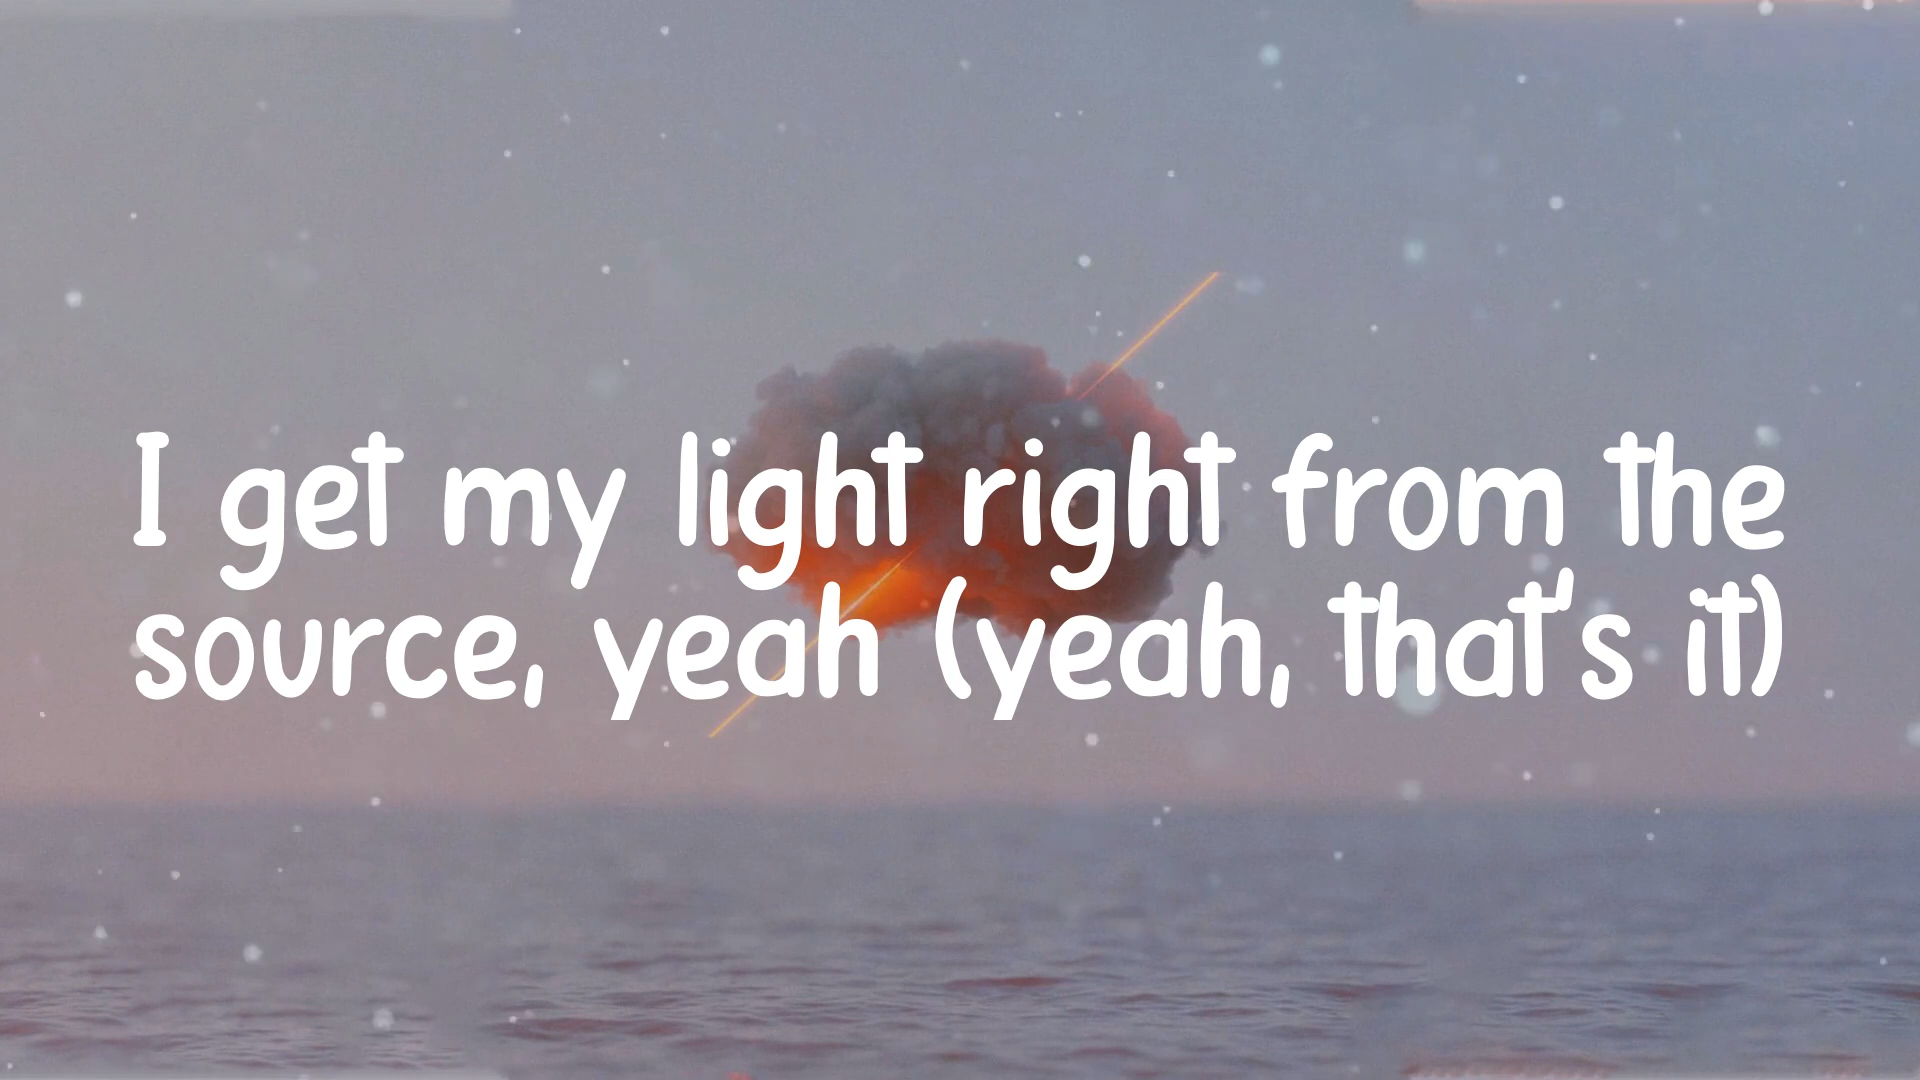 I get my light right from the
source, yeah (yeah, that's it)